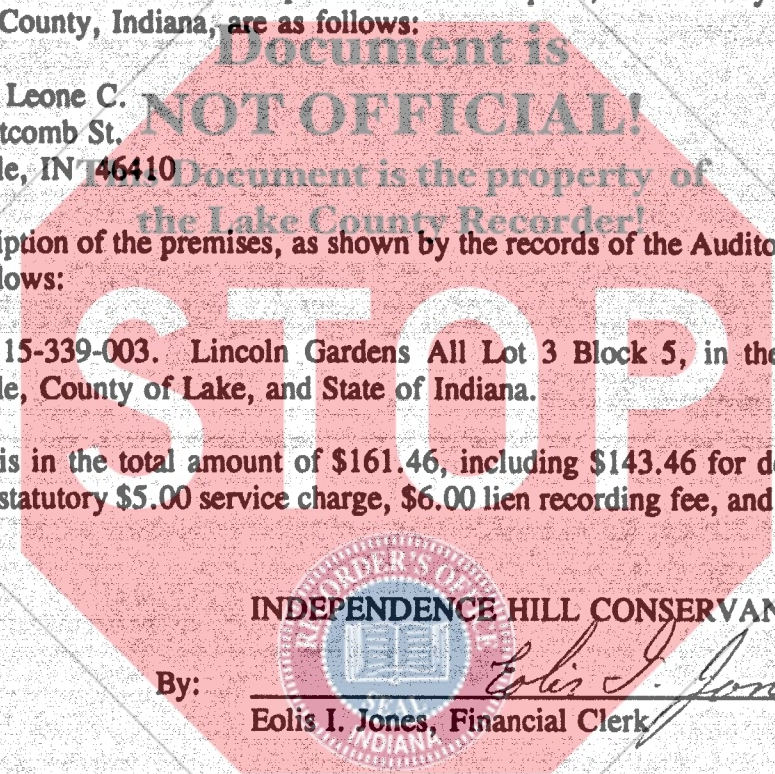 County, Indiana, are as follows:
Document is
Leone C.
NOT OFFICIAL!
tcomb St.
le, IN 46410
This Document is the property of
the Lake County Recorder!
iption of the premises, as shown by the records of the Audito
lows:
STOP
15-339-003. Lincoln Gardens All Lot 3 Block 5, in the
le, County of Lake, and State of Indiana.
is in the total amount of $161.46, including $143.46 for d
statutory $5.00 service charge, $6.00 lien recording fee, and
RECORDER'S OFFICE
INDEPENDENCE HILL CONSERVAN
By: Eolis I. Jon
SEAL
Eolis I. Jones, Financial Clerk
INDIANA